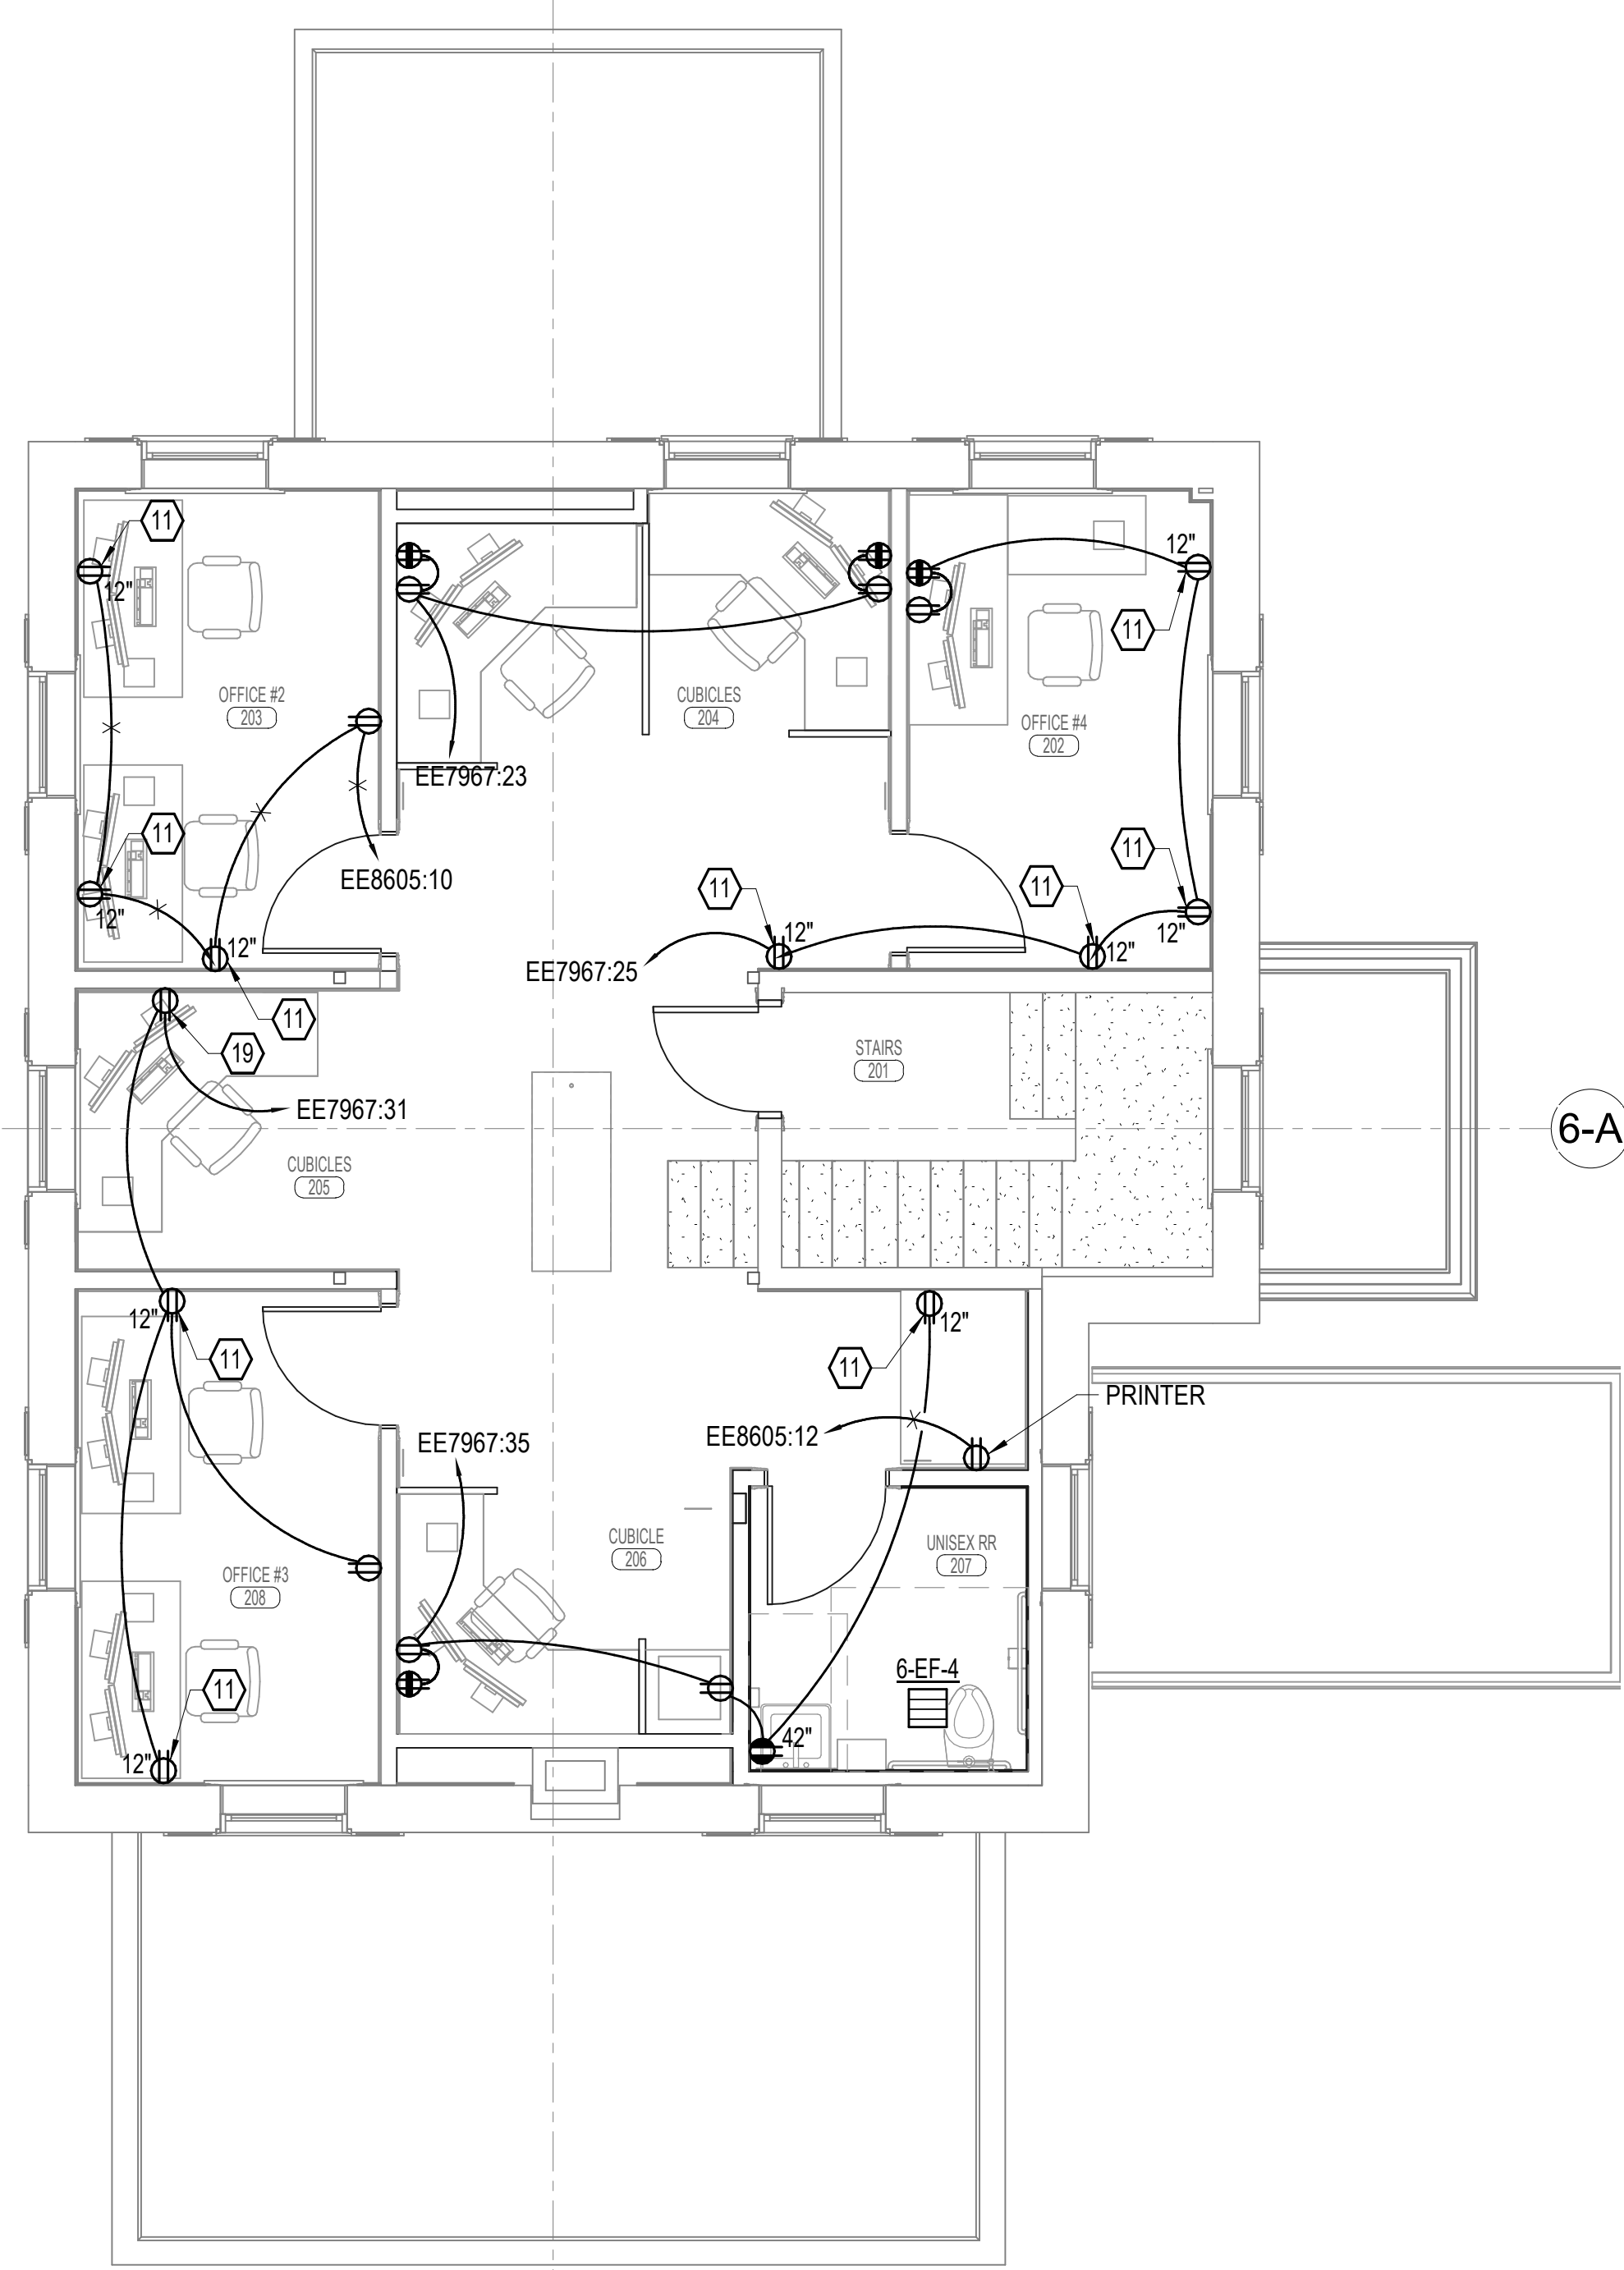 11
12"
12"
11
OFFICE #2
203
CUBICLES
204
OFFICE #4
202
EE7967:23
11
11
EE8605:10
11
11
12"
12"
12"
12"
12"
EE7967:25
11
19
STAIRS
201
EE7967:31
6-A
CUBICLES
205
12"
12"
11
11
PRINTER
EE8605:12
EE7967:35
CUBICLE
206
UNISEX RR
207
OFFICE #3
208
6-EF-4
11
42"
12"